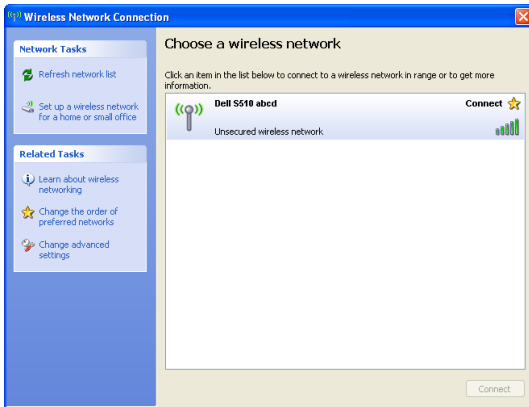 Wireless Network Connection
Network Tasks
Refresh network list
Set up a wireless network
for a home or small office
Related Tasks
Learn about wireless
networking
Change the order of
preferred networks
Change advanced
settings
Choose a wireless network
Click an item in the list below to connect to a wireless network in range or to get more
information.
Dell S510 abcd
Connect
Unsecured wireless network
Connect